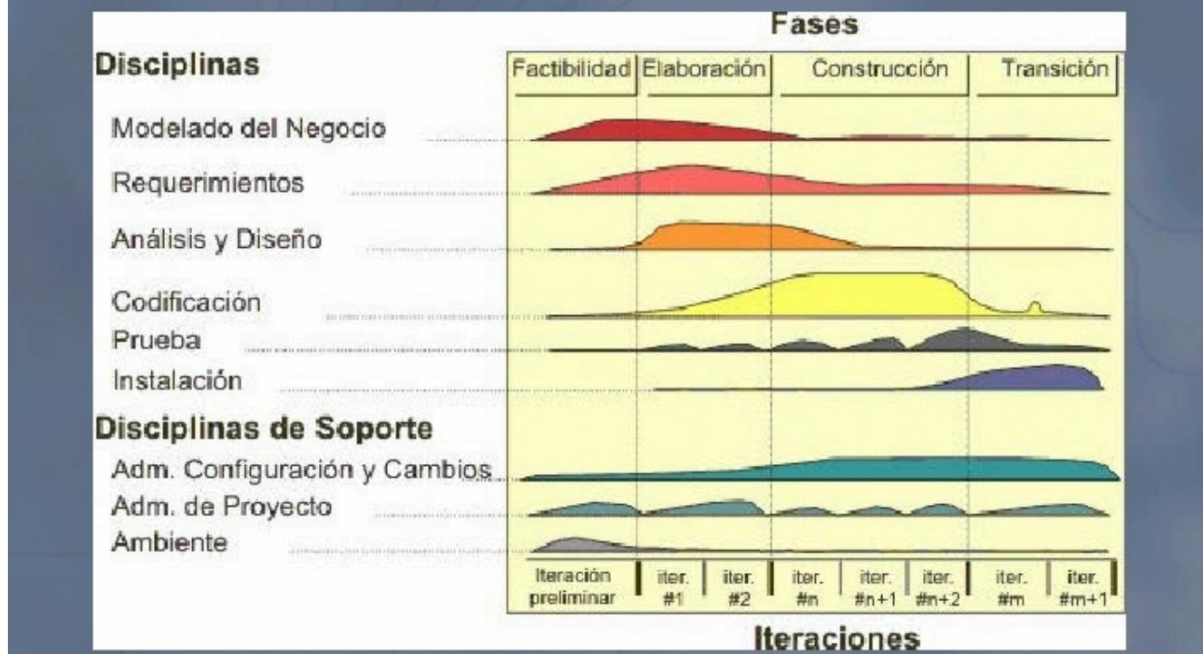 Fases
Disciplinas
Factibilidad Elaboración Construcción Transición
Modelado del Negocio
Requerimientos
Análisis y Diseño
Codificación
Prueba
Instalación
Disciplinas de Soporte
Adm. Configuración y Cambios
Adm. de Proyecto
Ambiente
Iteración preliminar
iter. #1
iter. #2
iter. #n
iter. #n+1
iter. #n+2
iter. #m
iter. #m+1
Iteraciones